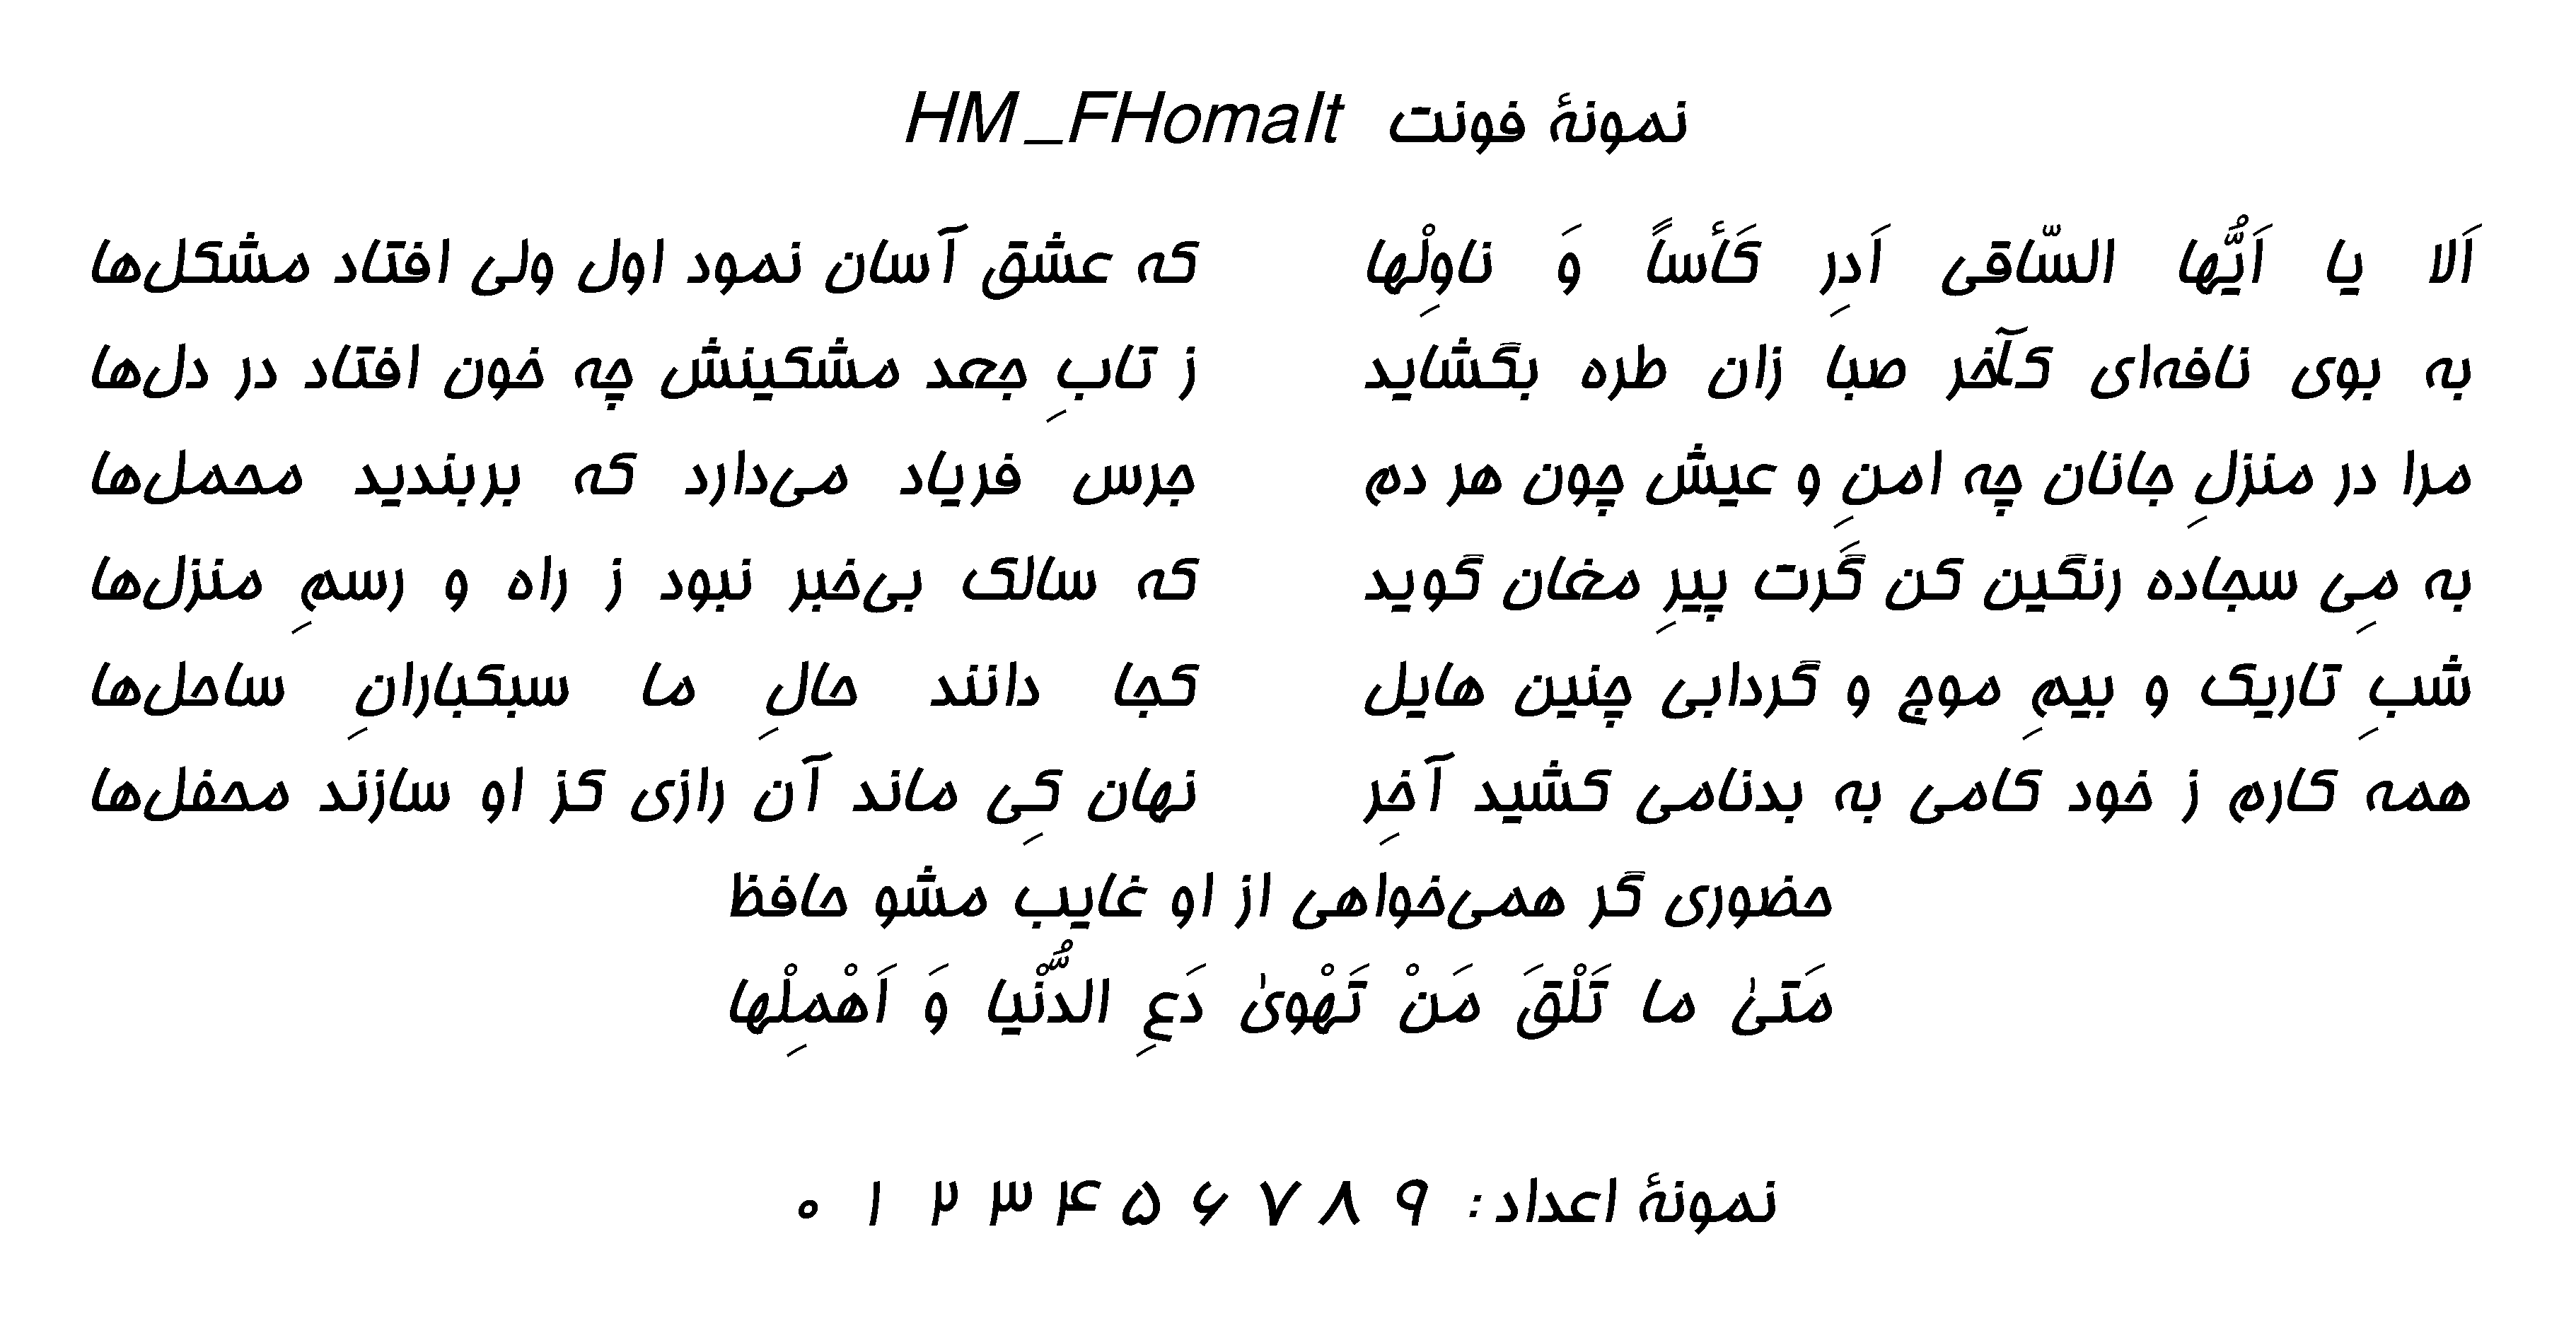 نمونهٔ فونت HM_FHomaIt
اَلا یا اَیُّها السّاقی اَدِر کَأساً وَ ناوِلْها که عشق آسان نمود اول ولی افتاد مشکل‌ها
به بوی نافه‌ای کآخر صبا زان طره بگشاید ز تابِ جعد مشکینش چه خون افتاد در دل‌ها
مرا در منزلِ جانان چه امنِ و عیش چون هر دم جرس فریاد می‌دارد که بربندید محمل‌ها
به مِی سجاده رنگین کن گَرت پیرِ مغان گوید که سالک بی‌خبر نبود ز راه و رسمِ منزل‌ها
شبِ تاریک و بیمِ موج و گردابی چنین هایل کجا دانند حالِ ما سبکبارانِ ساحل‌ها
همه کارم ز خود کامی به بدنامی کشید آخِر نهان کِی ماند آن رازی کز او سازند محفل‌ها
حضوری گر همی‌خواهی از او غایب مشو حافظ
مَتیٰ ما تَلْقَ مَنْ تَهْویٰ دَعِ الدُّنْیا وَ اَهْمِلْها
نمونهٔ اعداد: ۹ ۸ ۷ ۶ ۵ ۴ ۳ ۲ ۱ ۰